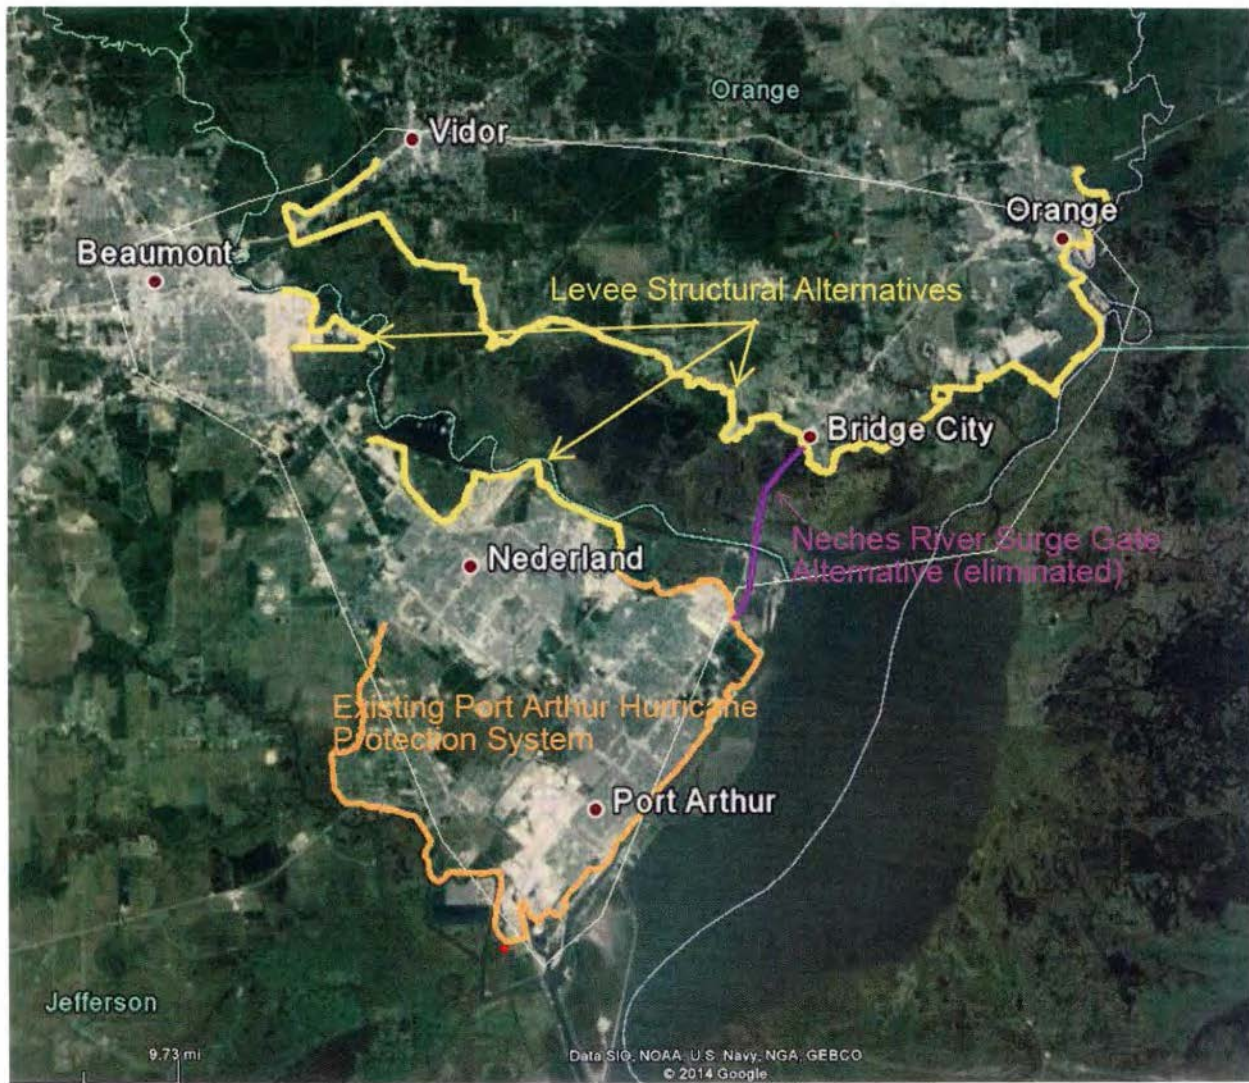 Orange
Vidor
Orange
Beaumont
Levee Structural Alternatives
Bridge City
Neches River Surge Gate
Alternative (eliminated)
Nederland
Existing Port Arthur Hurricane
Protection System
Port Arthur
Jefferson
9.73 mi
Data SIO, NOAA, U.S. Navy, NGA, GEBCO
© 2014 Google